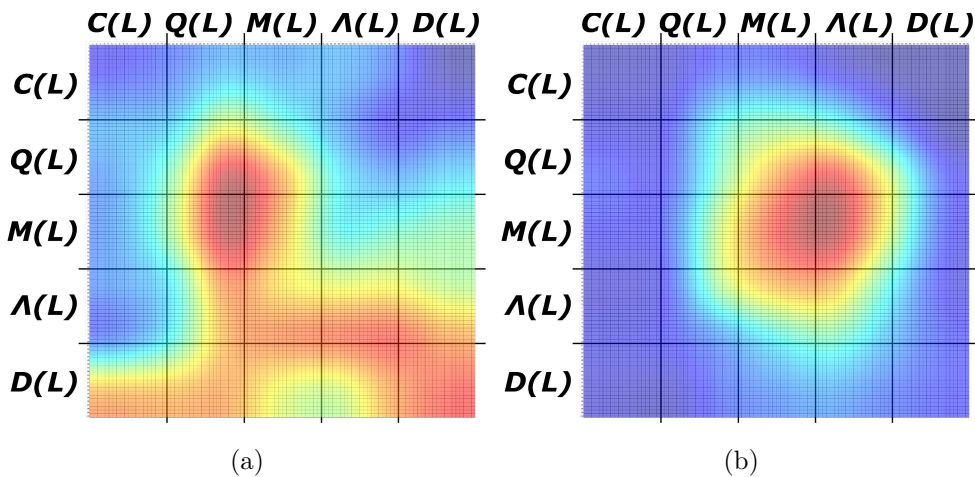 C(L) Q(L) M(L) Λ(L) D(L) C(L) Q(L) M(L) Λ(L) D(L)
C(L) C(L)
Q(L) Q(L)
M(L) M(L)
Λ(L) Λ(L)
D(L) D(L)
(a) (b)